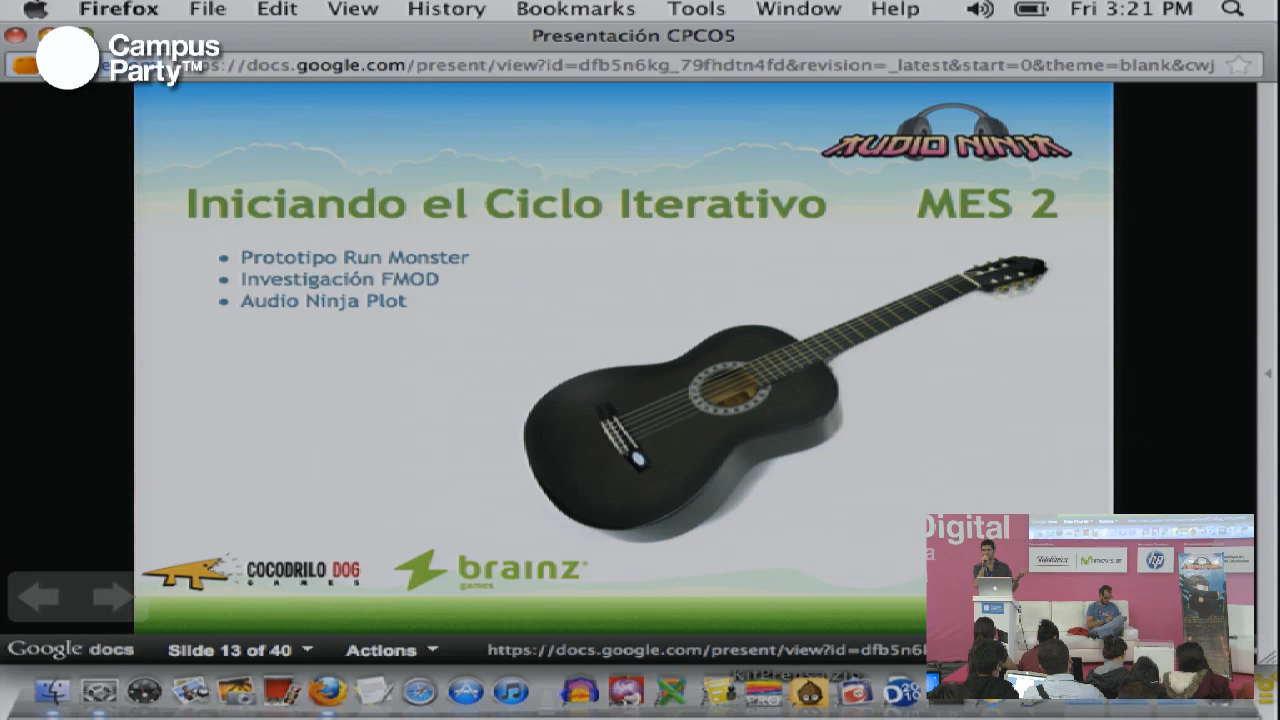 Firefox File Edit View History Bookmarks Tools Window Help Fri 3:21 PM
Presentación CPCO5
Campus
Party™
docs.google.com/present/view?id=dfb5n6kg_79fhdtn4fd&revision=_latest&start=0&theme=blank&cwj
AUDIO NINJA
Iniciando el Ciclo Iterativo MES 2
• Prototipo Run Monster
• Investigación FMOD
• Audio Ninja Plot
COCODRILO DOG
GAMES
brainz
games
Google docs Slide 13 of 40 Actions https://docs.google.com/present/view?id=dfb5n6
Digital
Telefónica movistar
hp